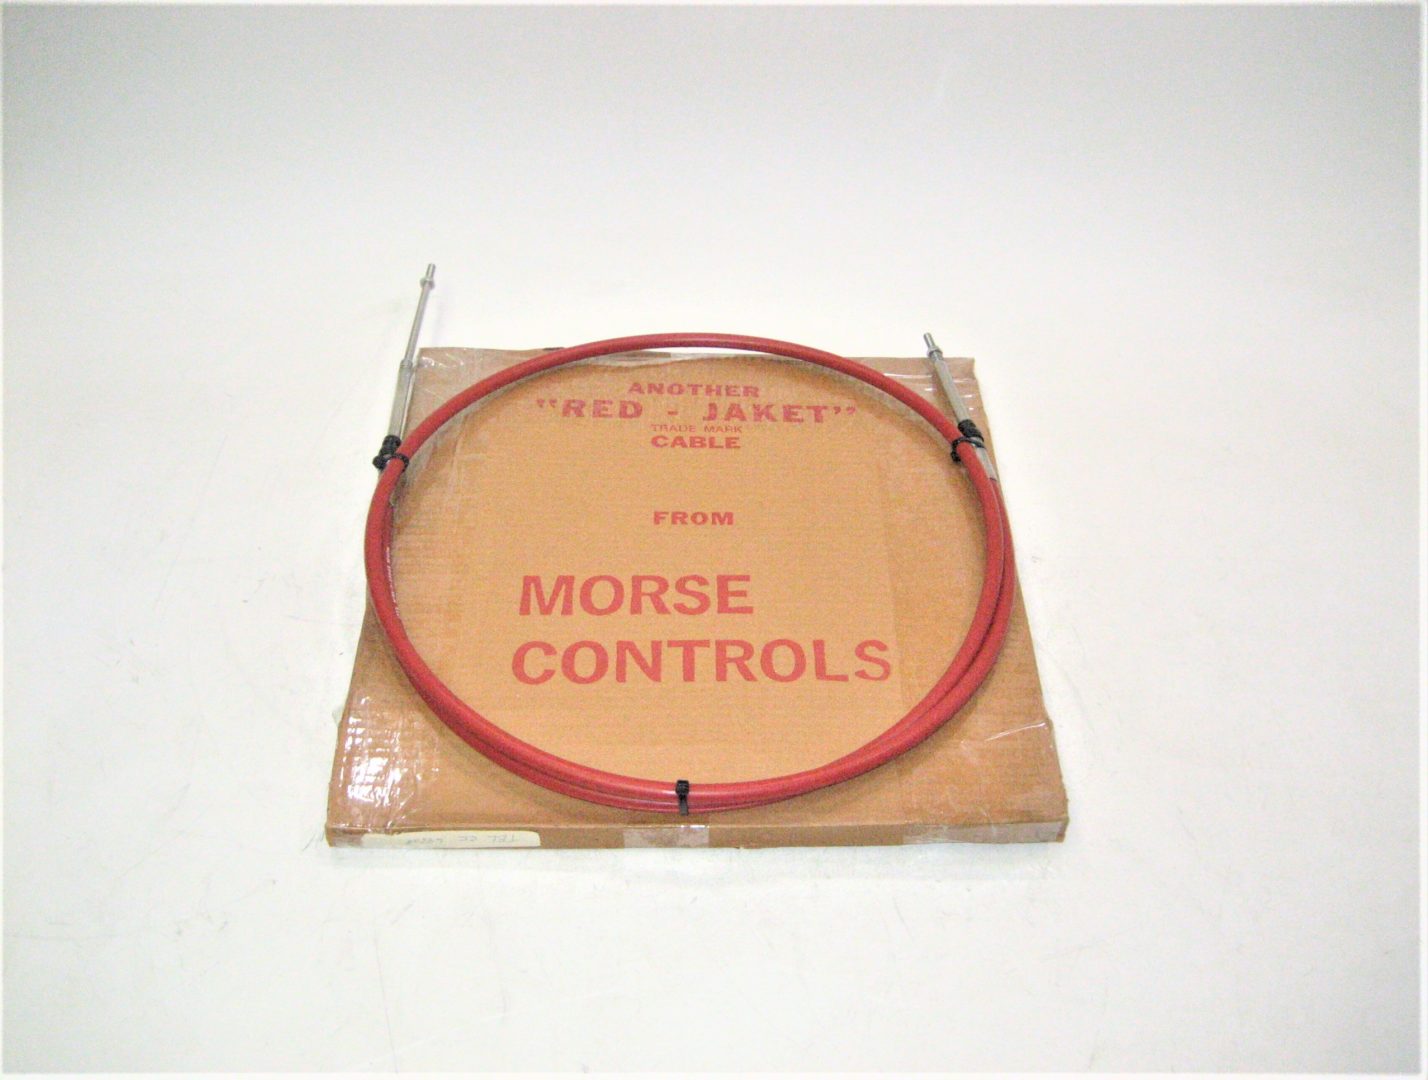 ANOTHER
"RED - JAKET"
TRADE MARK
CABLE
FROM
MORSE
CONTROLS